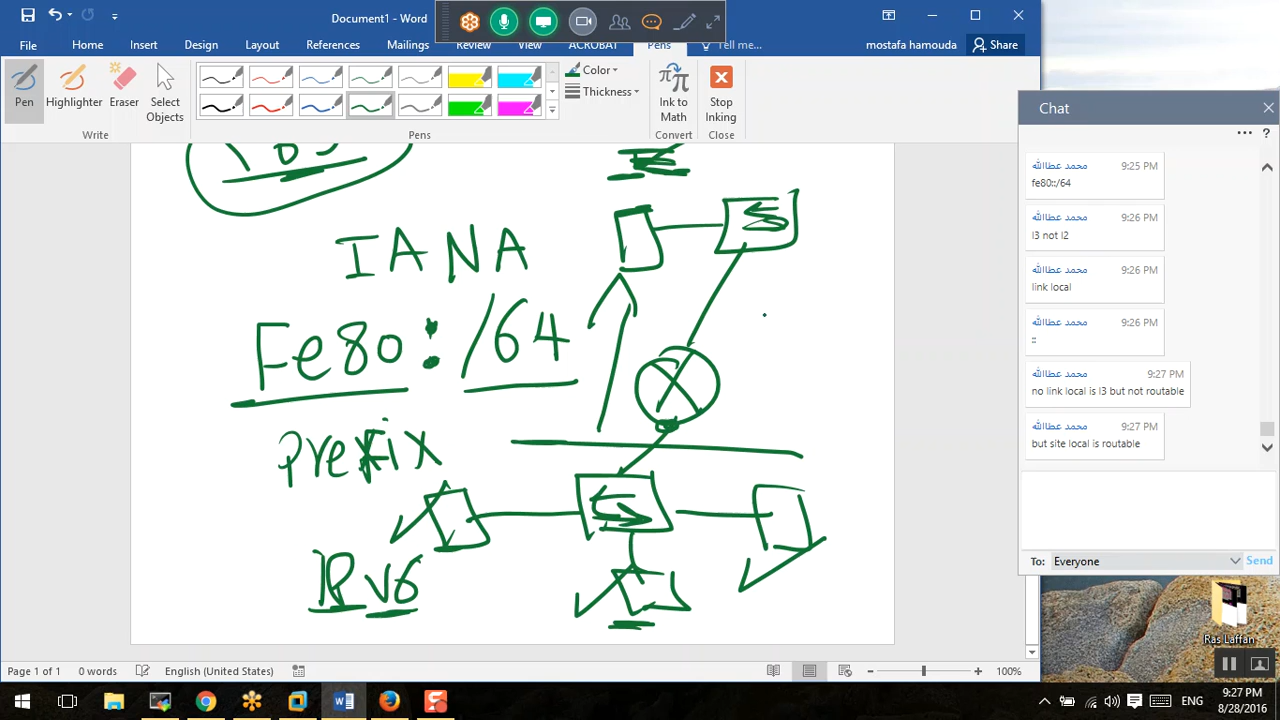 Document1 - Word
File
Home
Insert
Design
Layout
References
Mailings
Review
View
ACROBAT
Pens
Tell me...
mostafa hamouda
Share
Pen
Highlighter
Eraser
Select Objects
Write
Pens
Color
Thickness
Ink to Math
Convert
Stop Inking
Close
IANA
Fe80: /64
prefix
IPv6
Chat
محمد عطاالله 9:25 PM
fe80::/64
محمد عطاالله 9:26 PM
l3 not l2
محمد عطاالله 9:26 PM
link local
محمد عطاالله 9:26 PM
::
محمد عطاالله 9:27 PM
no link local is l3 but not routable
محمد عطاالله 9:27 PM
but site local is routable
To: Everyone
Send
Ras Laffan
Page 1 of 1
0 words
English (United States)
100%
ENG
9:27 PM
8/28/2016